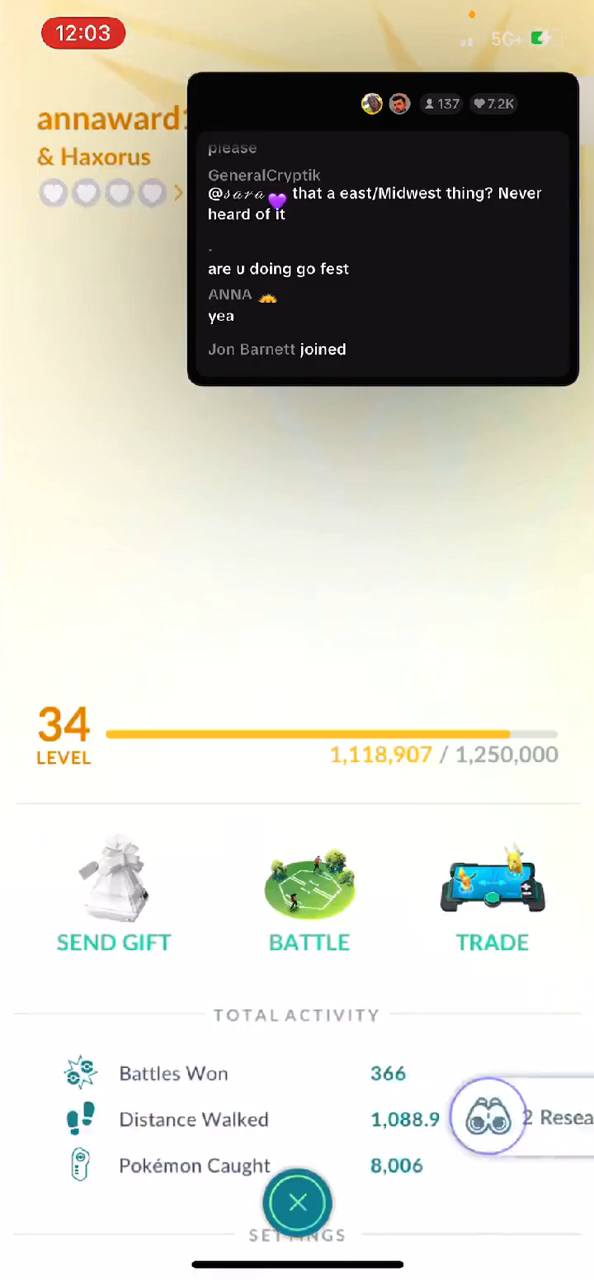 12:03
5G+
annaward1
& Haxorus
137
7.2K
please
GeneralCryptik
@𝓈𝒶𝓇𝒶💜 that a east/Midwest thing? Never
heard of it
.
are u doing go fest
ANNA
yea
Jon Barnett joined
34
LEVEL
1,118,907 / 1,250,000
SEND GIFT
BATTLE
TRADE
TOTAL ACTIVITY
Battles Won 366
Distance Walked 1,088.9
2 Resea
Pokémon Caught 8,006
SETTINGS